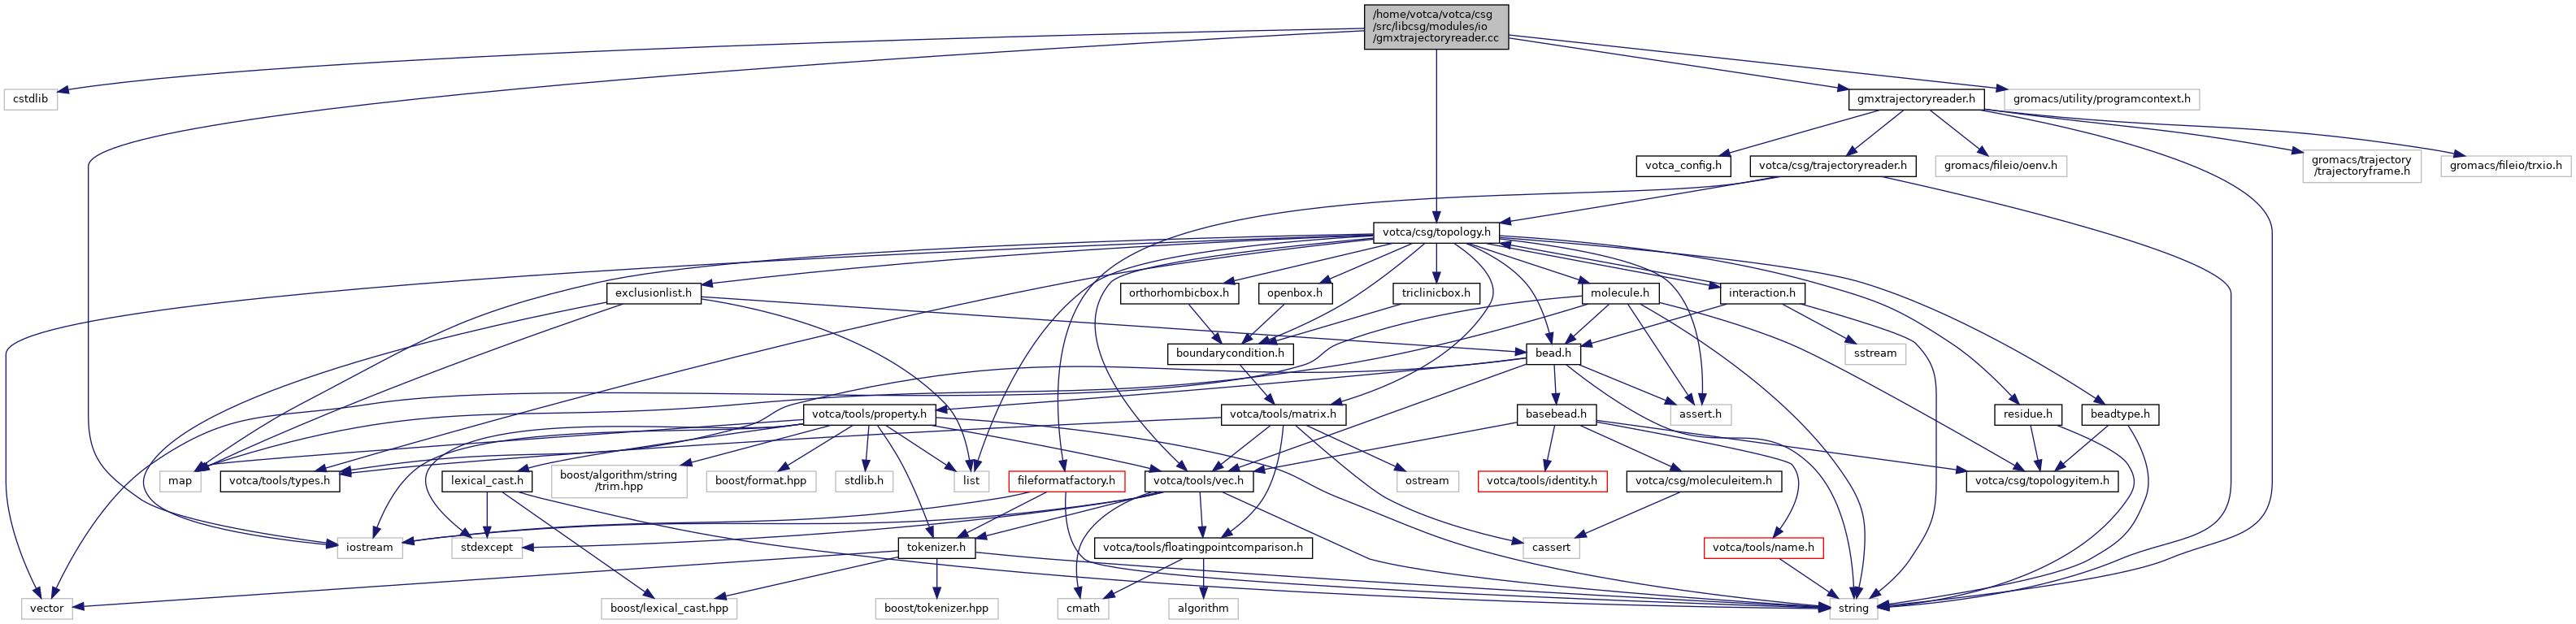 /home/votca/votca/csg
/src/libcsg/modules/io
/gmxtrajectoryreader.cc
cstdlib
gmxtrajectoryreader.h
gromacs/utility/programcontext.h
votca_config.h
votca/csg/trajectoryreader.h
gromacs/fileio/oenv.h
gromacs/trajectory
/trajectoryframe.h
gromacs/fileio/trxio.h
votca/csg/topology.h
exclusionlist.h
orthorhombicbox.h
openbox.h
triclinicbox.h
molecule.h
interaction.h
boundarycondition.h
bead.h
sstream
votca/tools/property.h
votca/tools/matrix.h
basebead.h
assert.h
residue.h
beadtype.h
map
votca/tools/types.h
lexical_cast.h
boost/algorithm/string
/trim.hpp
boost/format.hpp
stdlib.h
list
fileformatfactory.h
votca/tools/vec.h
ostream
votca/tools/identity.h
votca/csg/moleculeitem.h
votca/csg/topologyitem.h
iostream
stdexcept
tokenizer.h
votca/tools/floatingpointcomparison.h
cassert
votca/tools/name.h
vector
boost/lexical_cast.hpp
boost/tokenizer.hpp
cmath
algorithm
string